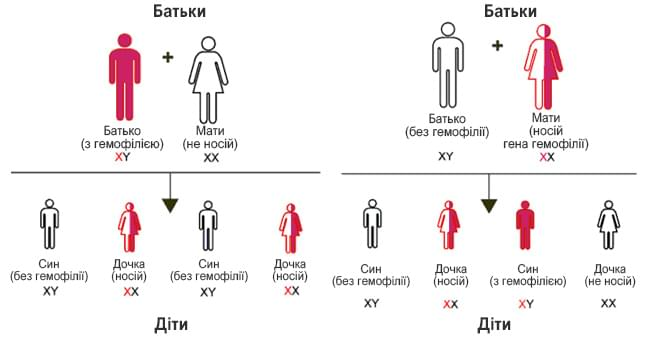 Батьки
+
Батько
(з гемофілією)
XY
Мати
(не носій)
XX
Син
(без гемофілії)
XY
Дочка
(носій)
XX
Син
(без гемофілії)
XY
Дочка
(носій)
XX
Діти
Батьки
+
Батько
(без гемофілії)
XY
Мати
(носій
гена гемофілії)
XX
Син
(без гемофілії)
XY
Дочка
(носій)
XX
Син
(з гемофілією)
XY
Дочка
(не носій)
XX
Діти